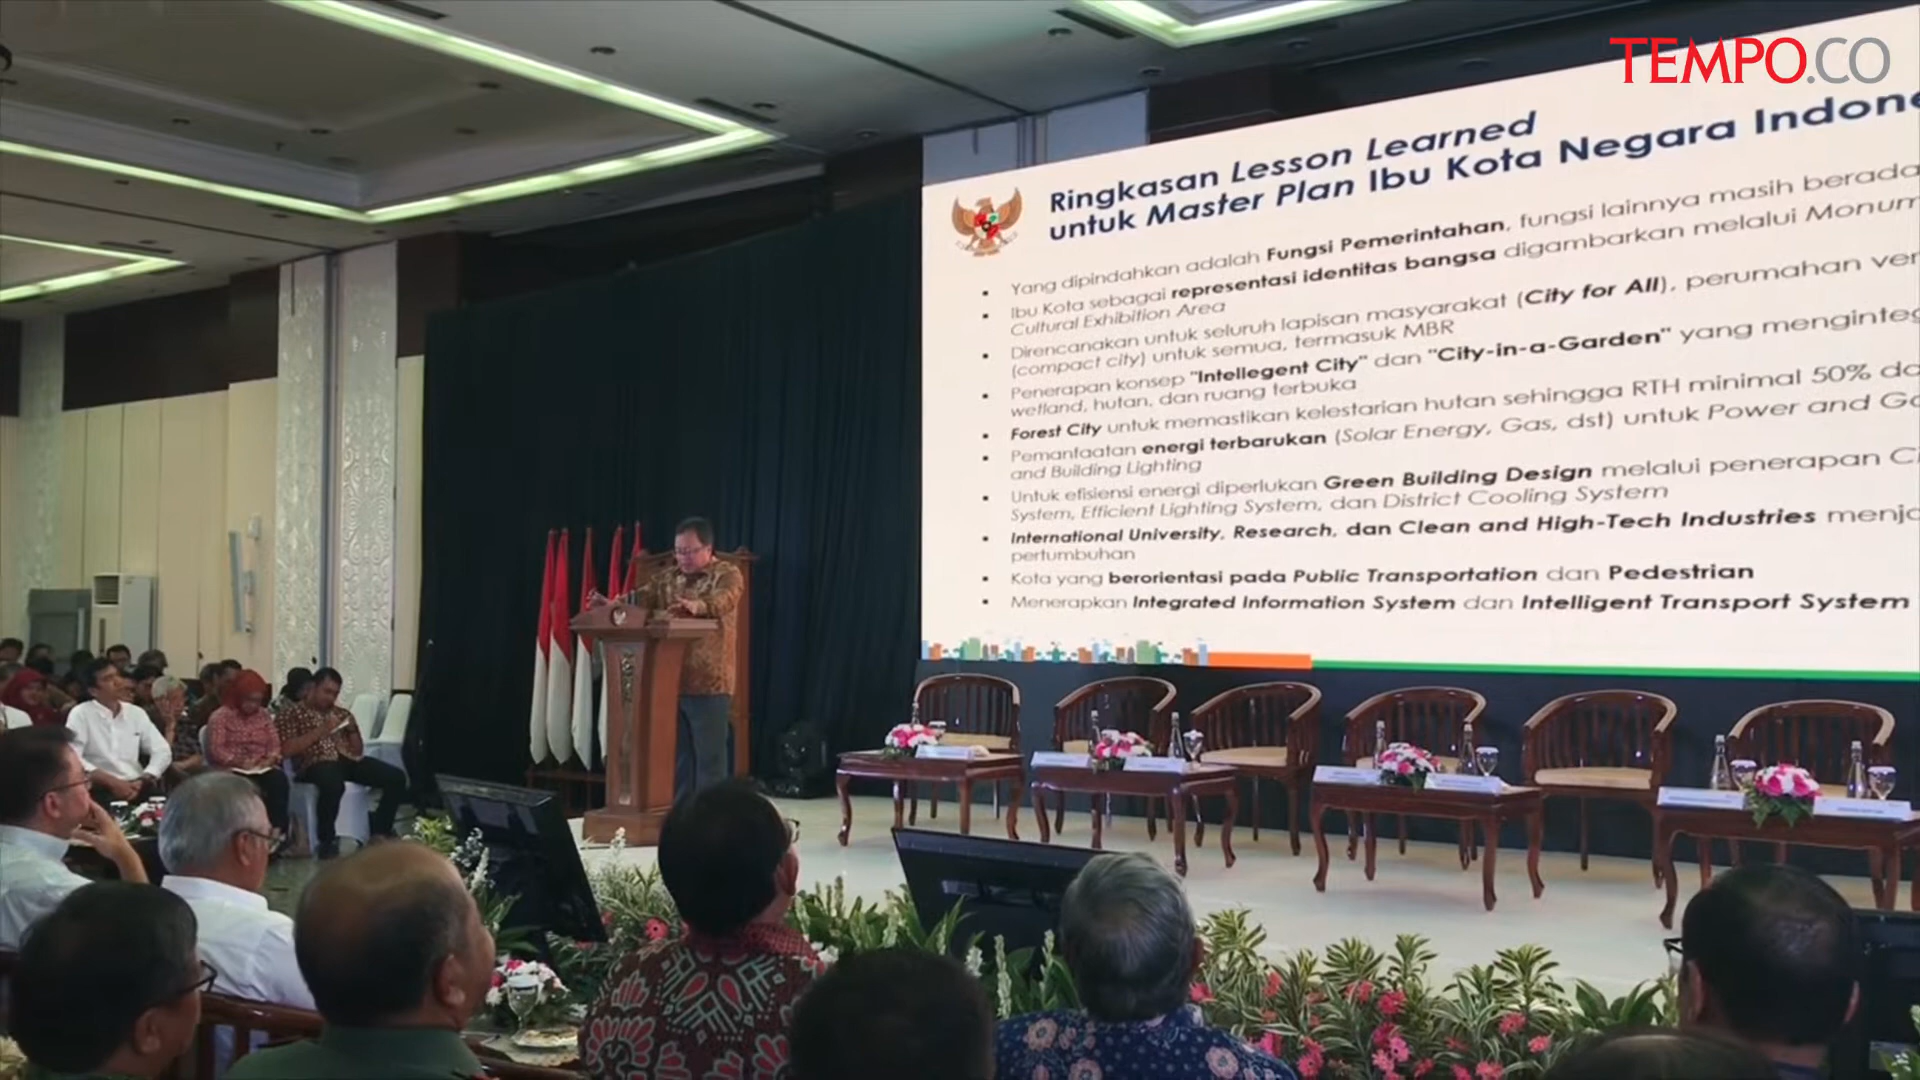 TEMPO.CO
Ringkasan Lesson Learned
untuk Master Plan Ibu Kota Negara Indone
▪ Yang dipindahkan adalah Fungsi Pemerintahan, fungsi lainnya masih berada
▪ Ibu Kota sebagai representasi identitas bangsa digambarkan melalui Monum
Cultural Exhibition Area
▪ Direncanakan untuk seluruh lapisan masyarakat (City for All), perumahan ver
(compact city) untuk semua, termasuk MBR
▪ Penerapan konsep "Intellegent City" dan "City-in-a-Garden" yang menginteg
wetland, hutan, dan ruang terbuka
▪ Forest City untuk memastikan kelestarian hutan sehingga RTH minimal 50% da
▪ Pemanfaatan energi terbarukan (Solar Energy, Gas, dst) untuk Power and Ga
and Building Lighting
▪ Untuk efisiensi energi diperlukan Green Building Design melalui penerapan Ci
System, Efficient Lighting System, dan District Cooling System
▪ International University, Research, dan Clean and High-Tech Industries menja
pertumbuhan
▪ Kota yang berorientasi pada Public Transportation dan Pedestrian
▪ Menerapkan Integrated Information System dan Intelligent Transport System